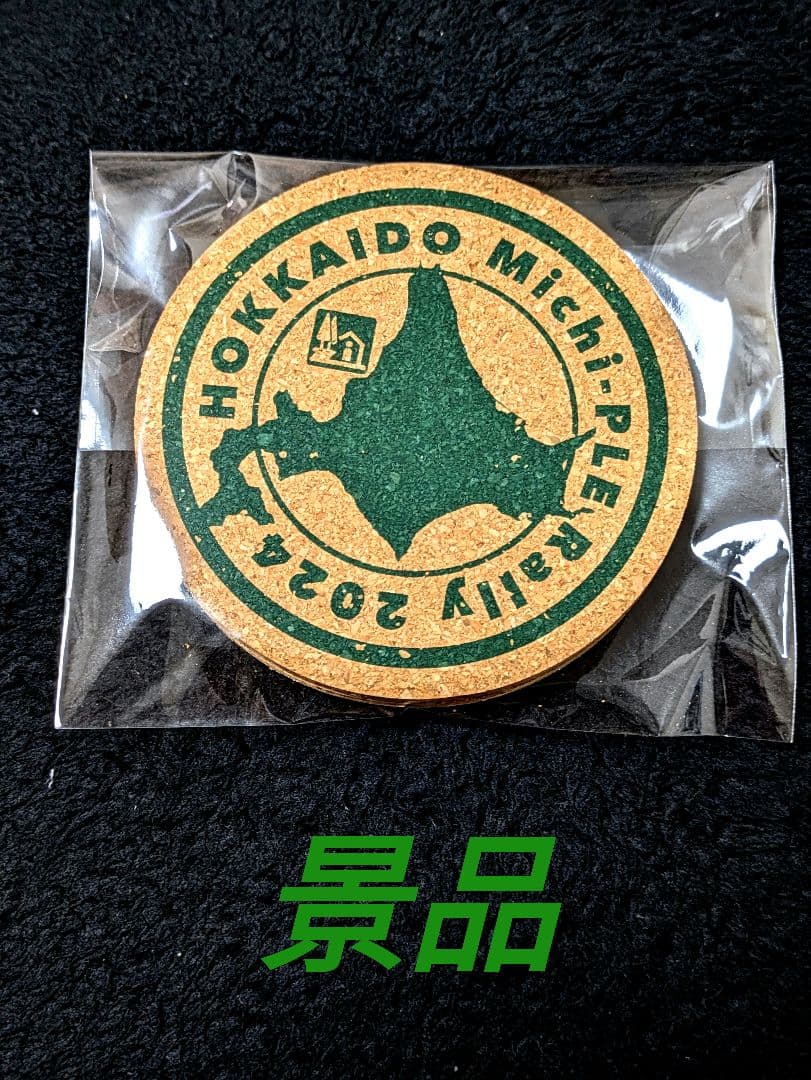 HOKKAIDO Michi-PLE Rally 2024
景品